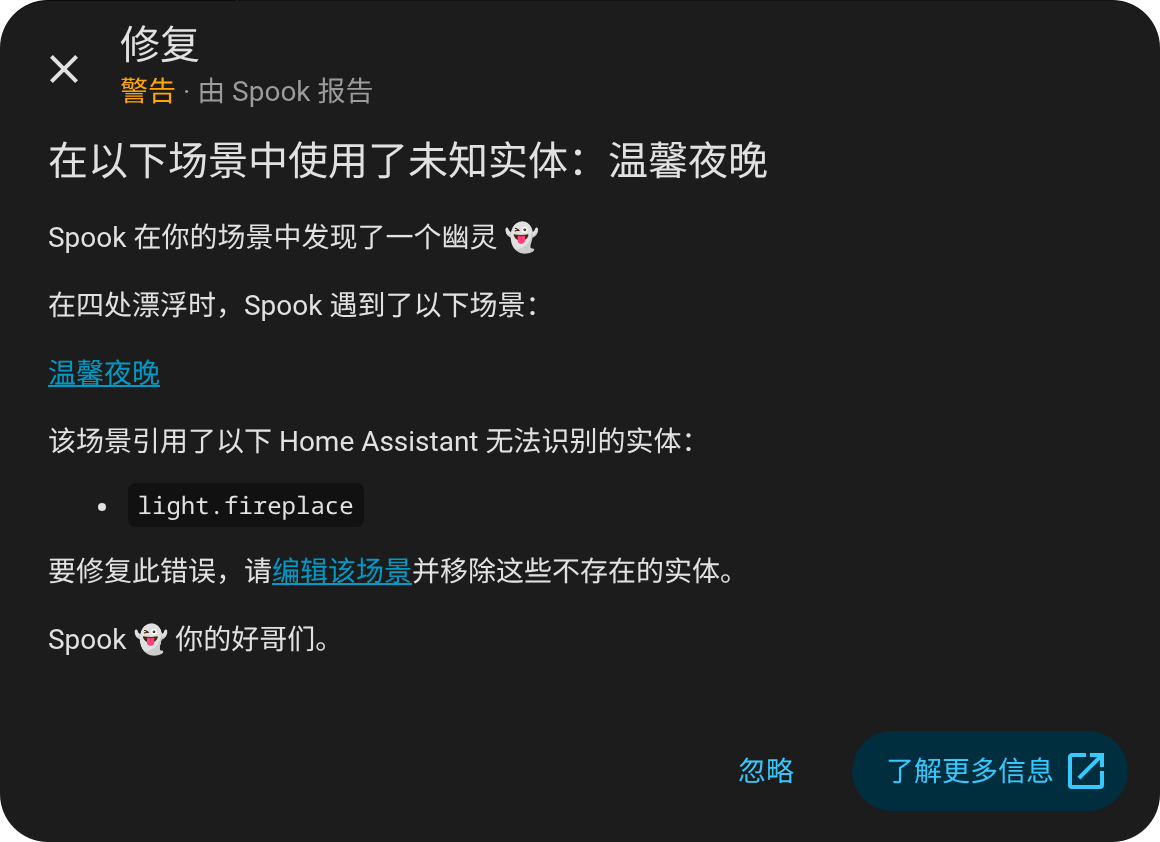 修复
警告 · 由 Spook 报告
在以下场景中使用了未知实体：温馨夜晚
Spook 在你的场景中发现了一个幽灵 👻
在四处漂浮时，Spook 遇到了以下场景：
温馨夜晚
该场景引用了以下 Home Assistant 无法识别的实体：
• light.fireplace
要修复此错误，请编辑该场景并移除这些不存在的实体。
Spook 👻 你的好哥们。
忽略
了解更多信息